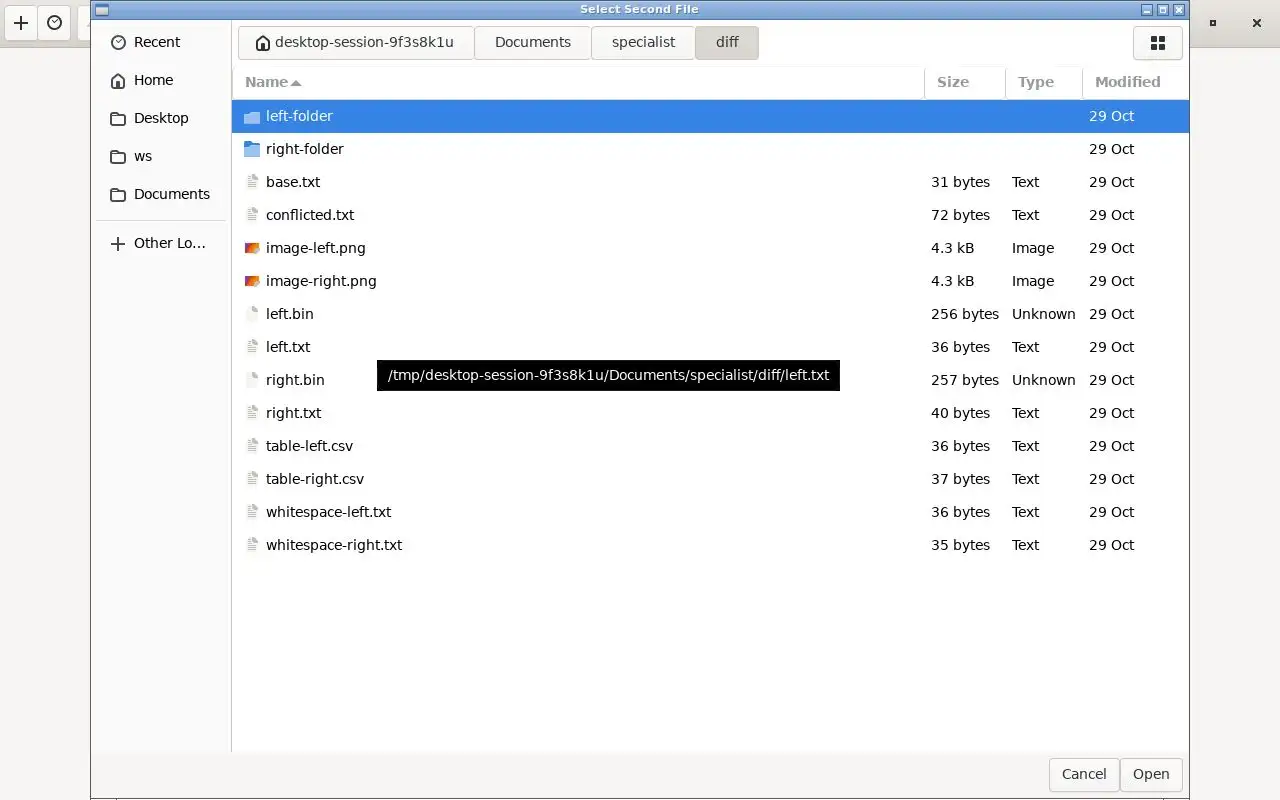 Select Second File
Recent
Home
Desktop
ws
Documents
Other Lo...
desktop-session-9f3s8k1u Documents specialist diff
Name Size Type Modified
left-folder 29 Oct
right-folder 29 Oct
base.txt 31 bytes Text 29 Oct
conflicted.txt 72 bytes Text 29 Oct
image-left.png 4.3 kB Image 29 Oct
image-right.png 4.3 kB Image 29 Oct
left.bin 256 bytes Unknown 29 Oct
left.txt 36 bytes Text 29 Oct
/tmp/desktop-session-9f3s8k1u/Documents/specialist/diff/left.txt
right.bin 257 bytes Unknown 29 Oct
right.txt 40 bytes Text 29 Oct
table-left.csv 36 bytes Text 29 Oct
table-right.csv 37 bytes Text 29 Oct
whitespace-left.txt 36 bytes Text 29 Oct
whitespace-right.txt 35 bytes Text 29 Oct
Cancel Open